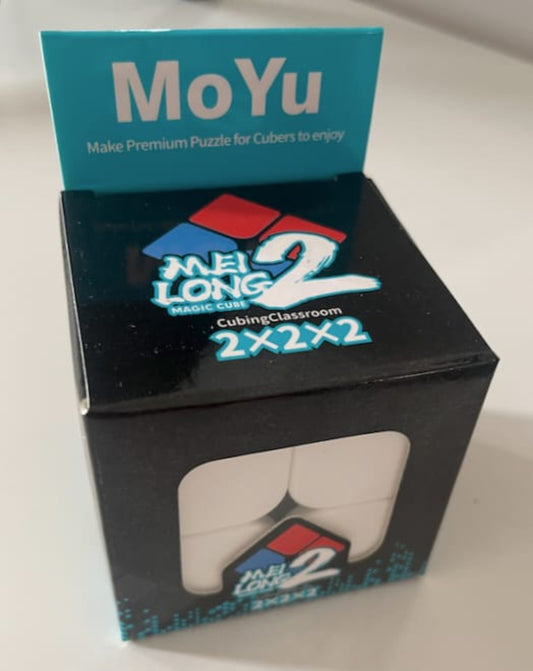 MoYu
Make Premium Puzzle for Cubers to enjoy
MEI
LONG 2
MAGIC CUBE
CubingClassroom
2×2×2
MEI
LONG 2
2×2×2